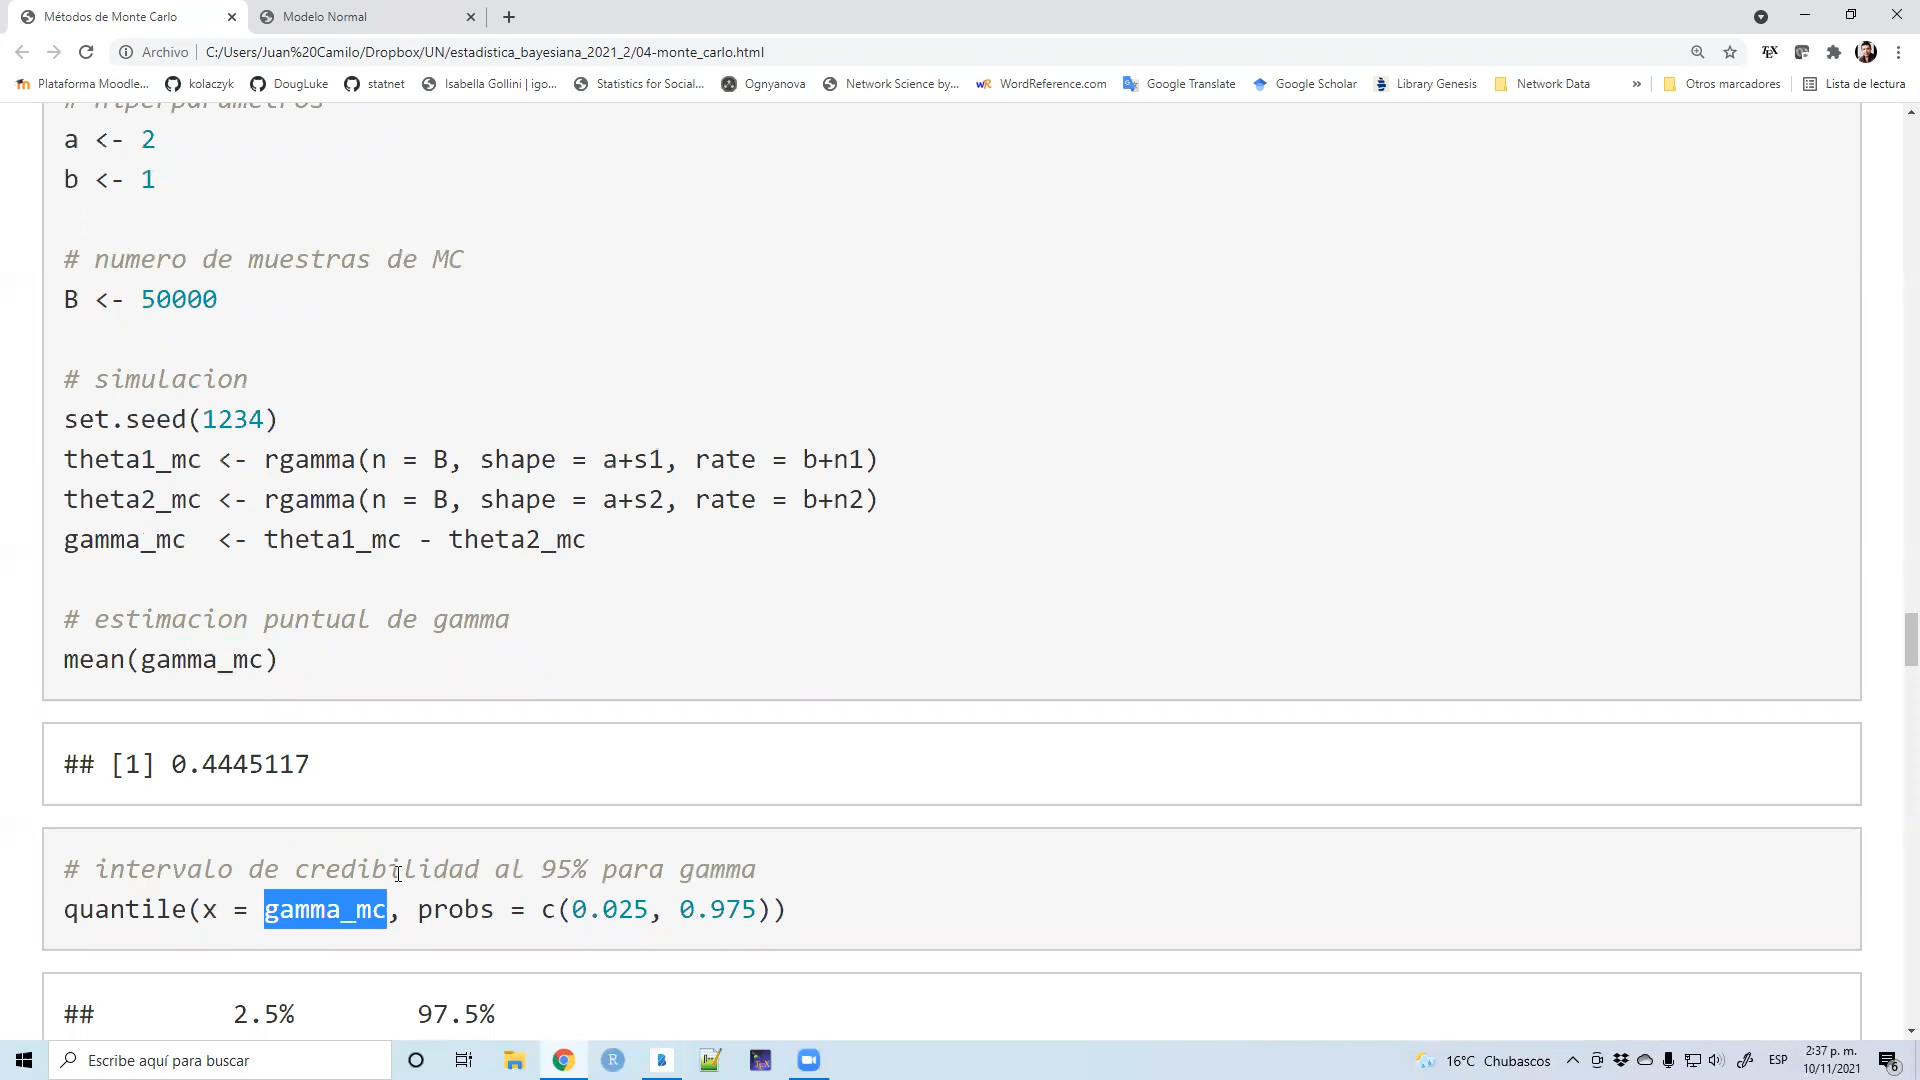 Métodos de Monte Carlo
Modelo Normal
Archivo
C:/Users/Juan%20Camilo/Dropbox/UN/estadistica_bayesiana_2021_2/04-monte_carlo.html
Plataforma Moodle...
kolaczyk
DougLuke
statnet
Isabella Gollini | igo...
Statistics for Social...
Ognyanova
Network Science by...
WordReference.com
Google Translate
Google Scholar
Library Genesis
Network Data
Otros marcadores
Lista de lectura
# hiperparametros
a <- 2
b <- 1
# numero de muestras de MC
B <- 50000
# simulacion
set.seed(1234)
theta1_mc <- rgamma(n = B, shape = a+s1, rate = b+n1)
theta2_mc <- rgamma(n = B, shape = a+s2, rate = b+n2)
gamma_mc  <- theta1_mc - theta2_mc
# estimacion puntual de gamma
mean(gamma_mc)
## [1] 0.4445117
# intervalo de credibilidad al 95% para gamma
quantile(x = gamma_mc, probs = c(0.025, 0.975))
##         2.5%        97.5%
Escribe aquí para buscar
16°C Chubascos
ESP
2:37 p. m.
10/11/2021
6